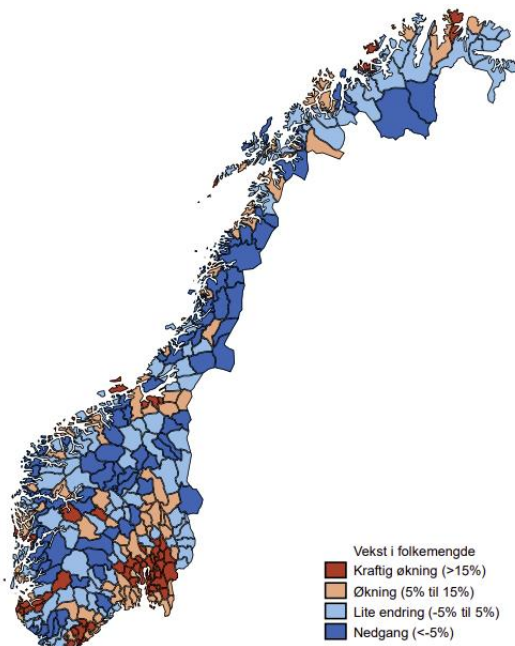 Vekst i folkemengde
Kraftig økning (>15%)
Økning (5% til 15%)
Lite endring (-5% til 5%)
Nedgang (<-5%)